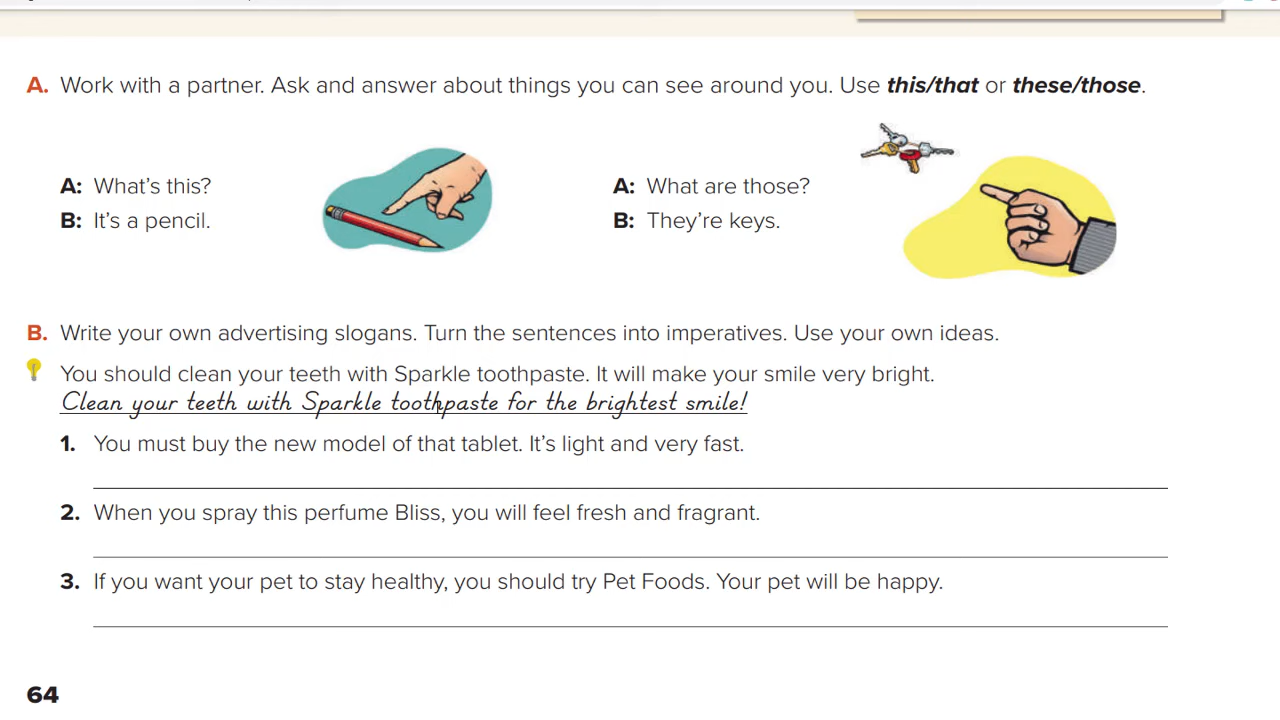 A. Work with a partner. Ask and answer about things you can see around you. Use this/that or these/those.
A: What's this?
B: It's a pencil.
A: What are those?
B: They're keys.
B. Write your own advertising slogans. Turn the sentences into imperatives. Use your own ideas.
You should clean your teeth with Sparkle toothpaste. It will make your smile very bright.
Clean your teeth with Sparkle toothpaste for the brightest smile!
1. You must buy the new model of that tablet. It's light and very fast.
2. When you spray this perfume Bliss, you will feel fresh and fragrant.
3. If you want your pet to stay healthy, you should try Pet Foods. Your pet will be happy.
64